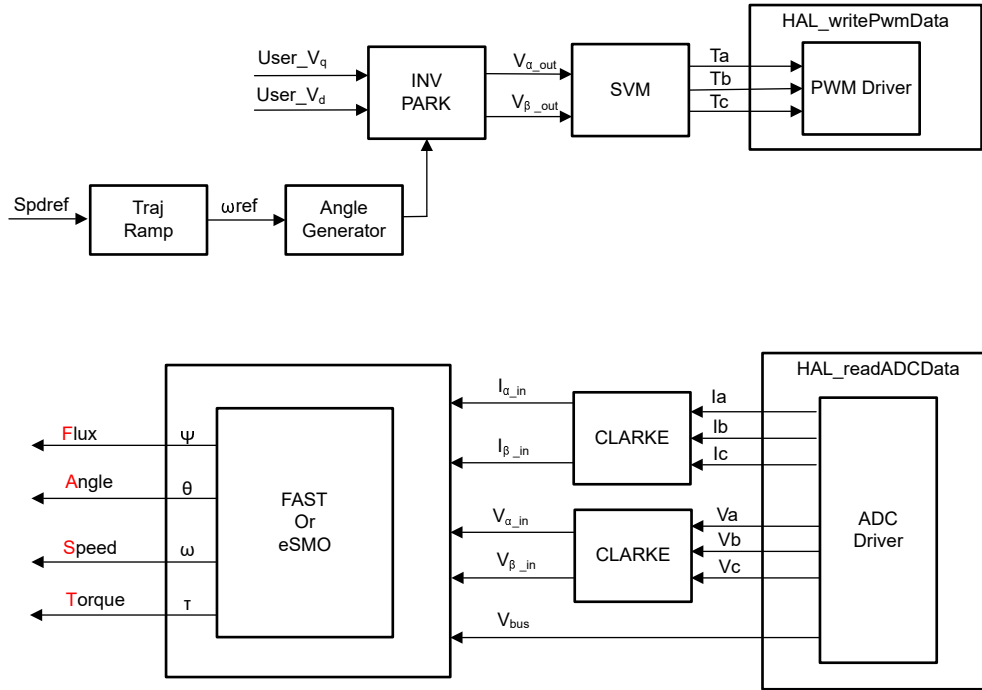 HAL_writePwmData
User_Vq
User_Vd
INV
PARK
Vα_out
Vβ_out
SVM
Ta
Tb
Tc
PWM Driver
Spdref
Traj
Ramp
ωref
Angle
Generator
HAL_readADCData
Flux
Angle
Speed
Torque
Ψ
θ
ω
τ
FAST
Or
eSMO
Iα_in
Iβ_in
Vα_in
Vβ_in
Vbus
CLARKE
CLARKE
Ia
Ib
Ic
Va
Vb
Vc
ADC
Driver